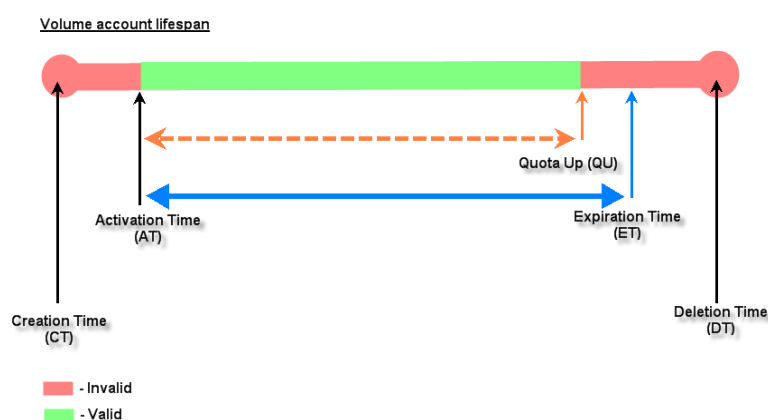 Volume account lifespan
Quota Up (QU)
Activation Time
(AT)
Expiration Time
(ET)
Creation Time
(CT)
Deletion Time
(DT)
- Invalid
- Valid